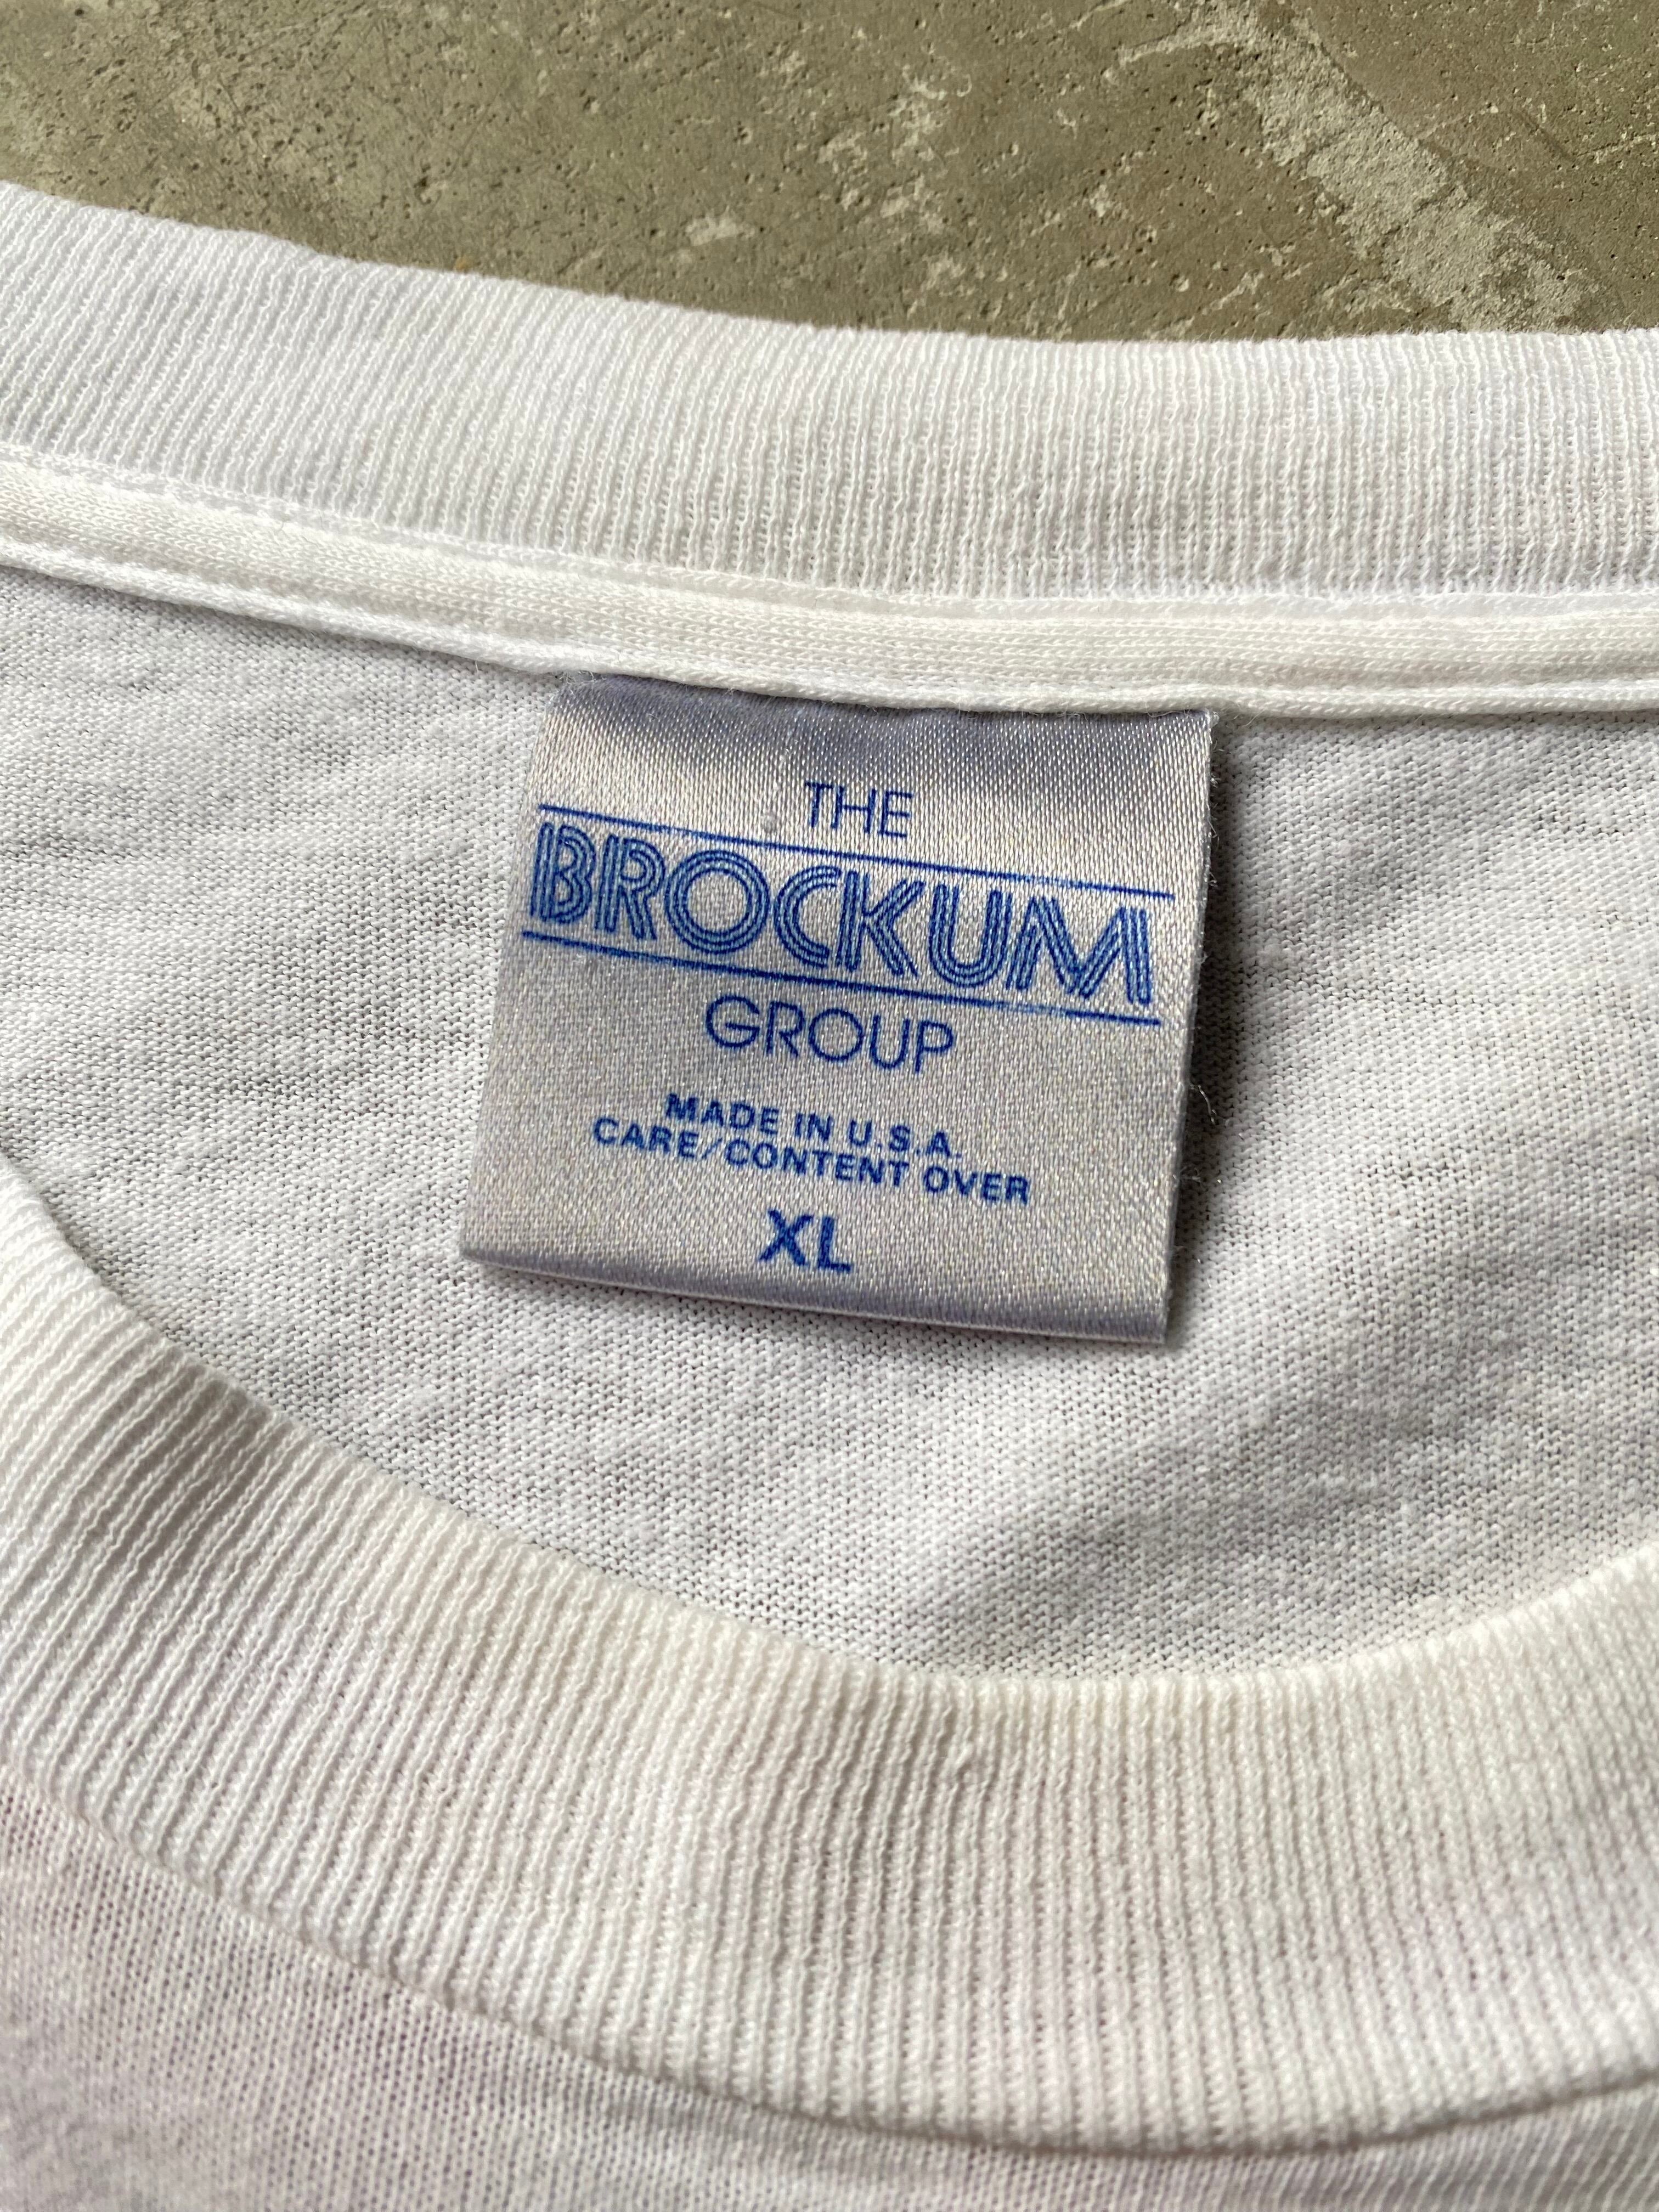 THE
BROCKUM
GROUP
MADE IN U.S.A.
CARE/CONTENT OVER
XL